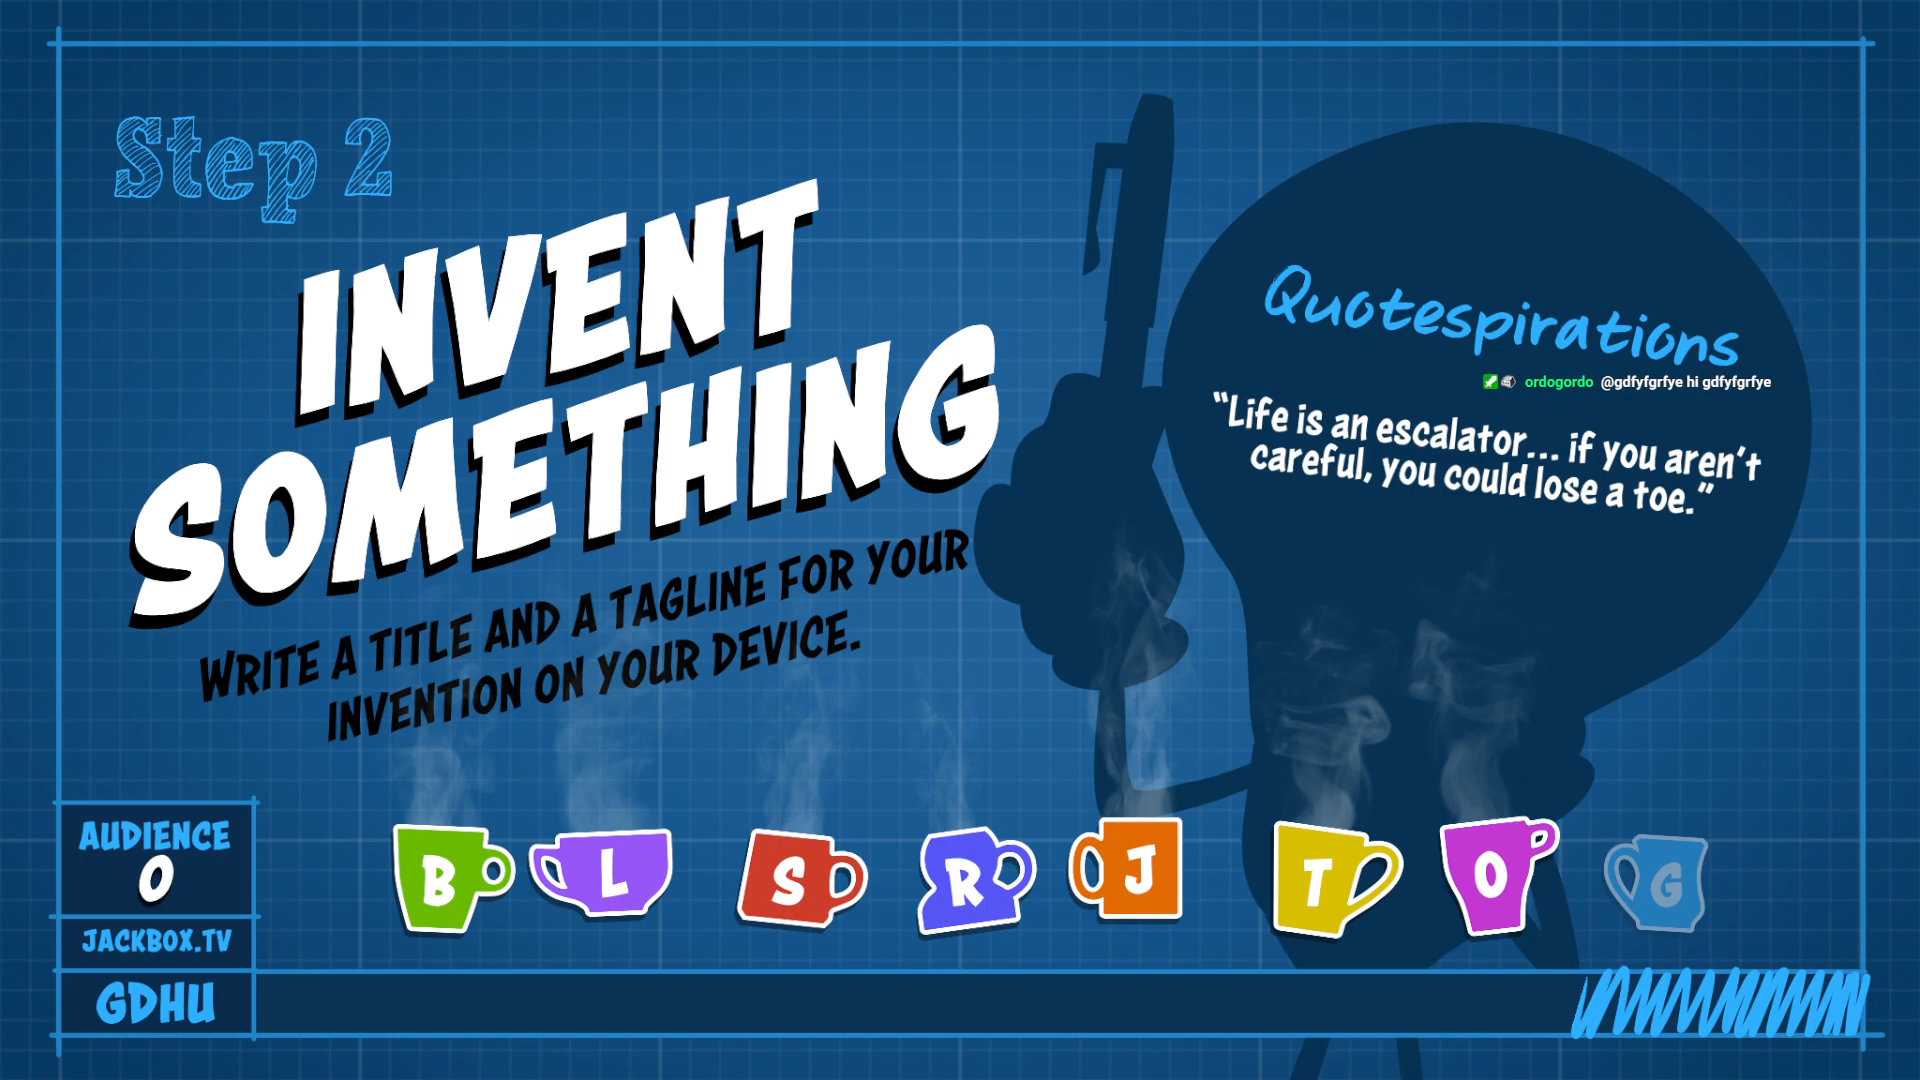 Step 2
INVENT
SOMETHING
WRITE A TITLE AND A TAGLINE FOR YOUR
INVENTION ON YOUR DEVICE.
Quotespirations
ordogordo @gdfyfgrfye hi gdfyfgrfye
“Life is an escalator... if you aren’t
careful, you could lose a toe.”
AUDIENCE
0
JACKBOX.TV
GDHU
B L S R J T O G